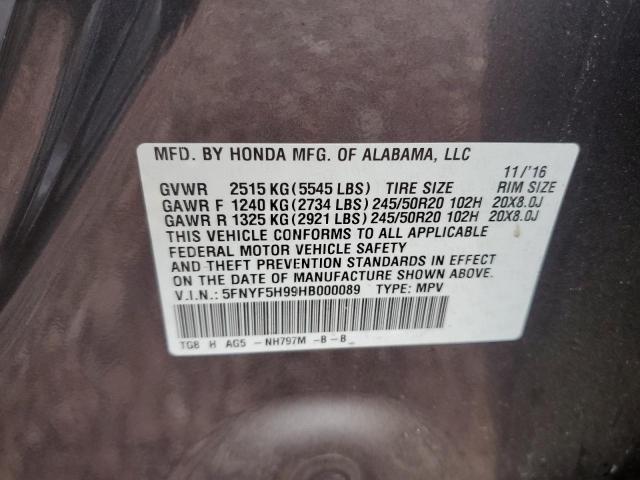 MFD. BY HONDA MFG. OF ALABAMA, LLC
11/'16
GVWR 2515 KG (5545 LBS) TIRE SIZE RIM SIZE
GAWR F 1240 KG (2734 LBS) 245/50R20 102H 20X8.0J
GAWR R 1325 KG (2921 LBS) 245/50R20 102H 20X8.0J
THIS VEHICLE CONFORMS TO ALL APPLICABLE
FEDERAL MOTOR VEHICLE SAFETY
AND THEFT PREVENTION STANDARDS IN EFFECT
ON THE DATE OF MANUFACTURE SHOWN ABOVE.
V.I.N.: 5FNYF5H99HB000089 TYPE: MPV
TG8 H AG5 - NH797M -B-B